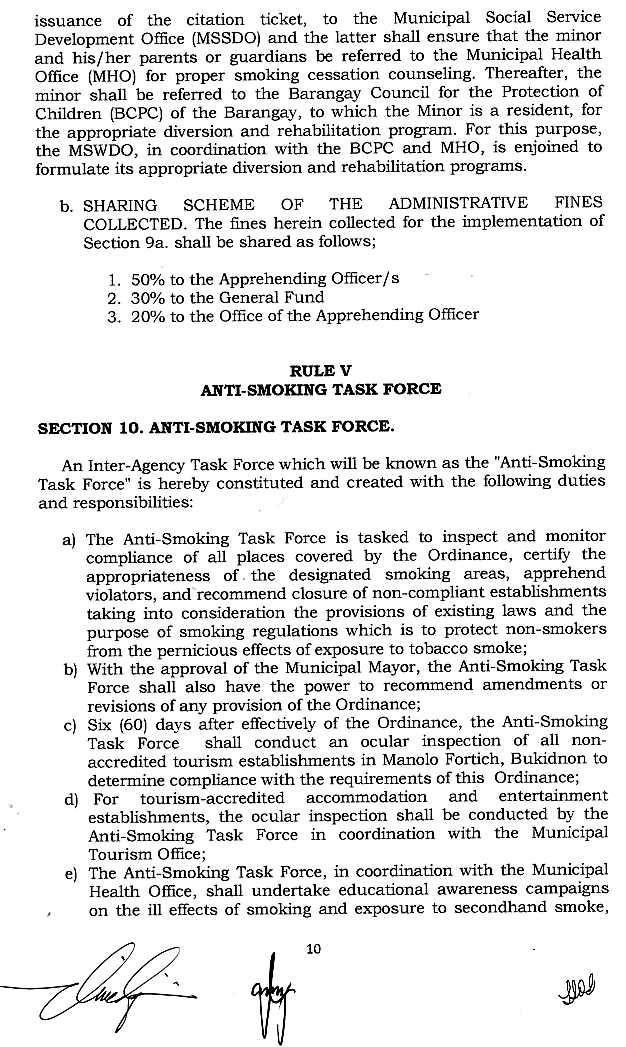 issuance of the citation ticket, to the Municipal Social Service
Development Office (MSSDO) and the latter shall ensure that the minor
and his/her parents or guardians be referred to the Municipal Health
Office (MHO) for proper smoking cessation counseling. Thereafter, the
minor shall be referred to the Barangay Council for the Protection of
Children (BCPC) of the Barangay, to which the Minor is a resident, for
the appropriate diversion and rehabilitation program. For this purpose,
the MSWDO, in coordination with the BCPC and MHO, is enjoined to
formulate its appropriate diversion and rehabilitation programs.
b. SHARING SCHEME OF THE ADMINISTRATIVE FINES
COLLECTED. The fines herein collected for the implementation of
Section 9a. shall be shared as follows;
1. 50% to the Apprehending Officer/s
2. 30% to the General Fund
3. 20% to the Office of the Apprehending Officer
RULE V
ANTI-SMOKING TASK FORCE
SECTION 10. ANTI-SMOKING TASK FORCE.
An Inter-Agency Task Force which will be known as the "Anti-Smoking
Task Force" is hereby constituted and created with the following duties
and responsibilities:
a) The Anti-Smoking Task Force is tasked to inspect and monitor
compliance of all places covered by the Ordinance, certify the
appropriateness of the designated smoking areas, apprehend
violators, and recommend closure of non-compliant establishments
taking into consideration the provisions of existing laws and the
purpose of smoking regulations which is to protect non-smokers
from the pernicious effects of exposure to tobacco smoke;
b) With the approval of the Municipal Mayor, the Anti-Smoking Task
Force shall also have the power to recommend amendments or
revisions of any provision of the Ordinance;
c) Six (60) days after effectively of the Ordinance, the Anti-Smoking
Task Force shall conduct an ocular inspection of all non-
accredited tourism establishments in Manolo Fortich, Bukidnon to
determine compliance with the requirements of this Ordinance;
d) For tourism-accredited accommodation and entertainment
establishments, the ocular inspection shall be conducted by the
Anti-Smoking Task Force in coordination with the Municipal
Tourism Office;
e) The Anti-Smoking Task Force, in coordination with the Municipal
Health Office, shall undertake educational awareness campaigns
on the ill effects of smoking and exposure to secondhand smoke,
10